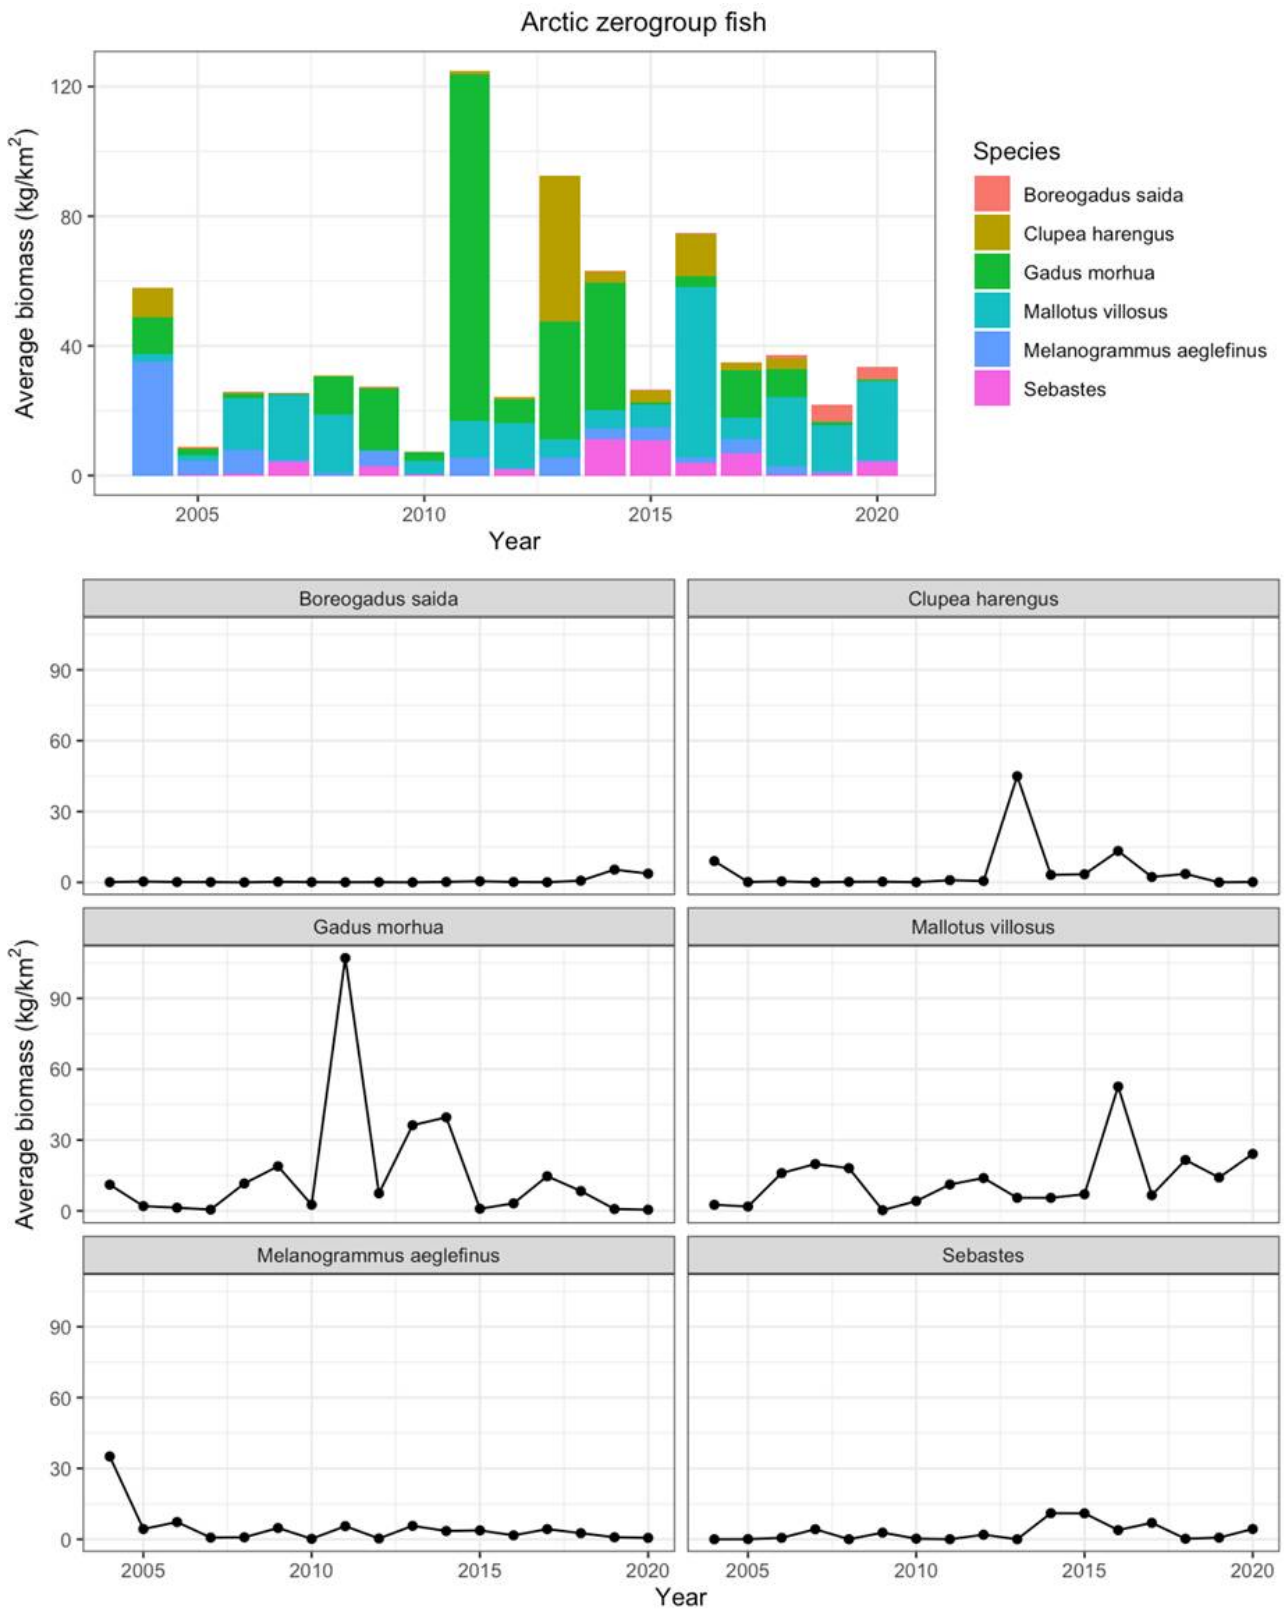 Arctic zerogroup fish
Average biomass (kg/km²)
120
80
40
0
2005 2010 2015 2020
Year
Species
Boreogadus saida
Clupea harengus
Gadus morhua
Mallotus villosus
Melanogrammus aeglefinus
Sebastes
Average biomass (kg/km²)
Boreogadus saida Clupea harengus
90
60
30
0
Gadus morhua Mallotus villosus
90
60
30
0
Melanogrammus aeglefinus Sebastes
90
60
30
0
2005 2010 2015 2020 2005 2010 2015 2020
Year